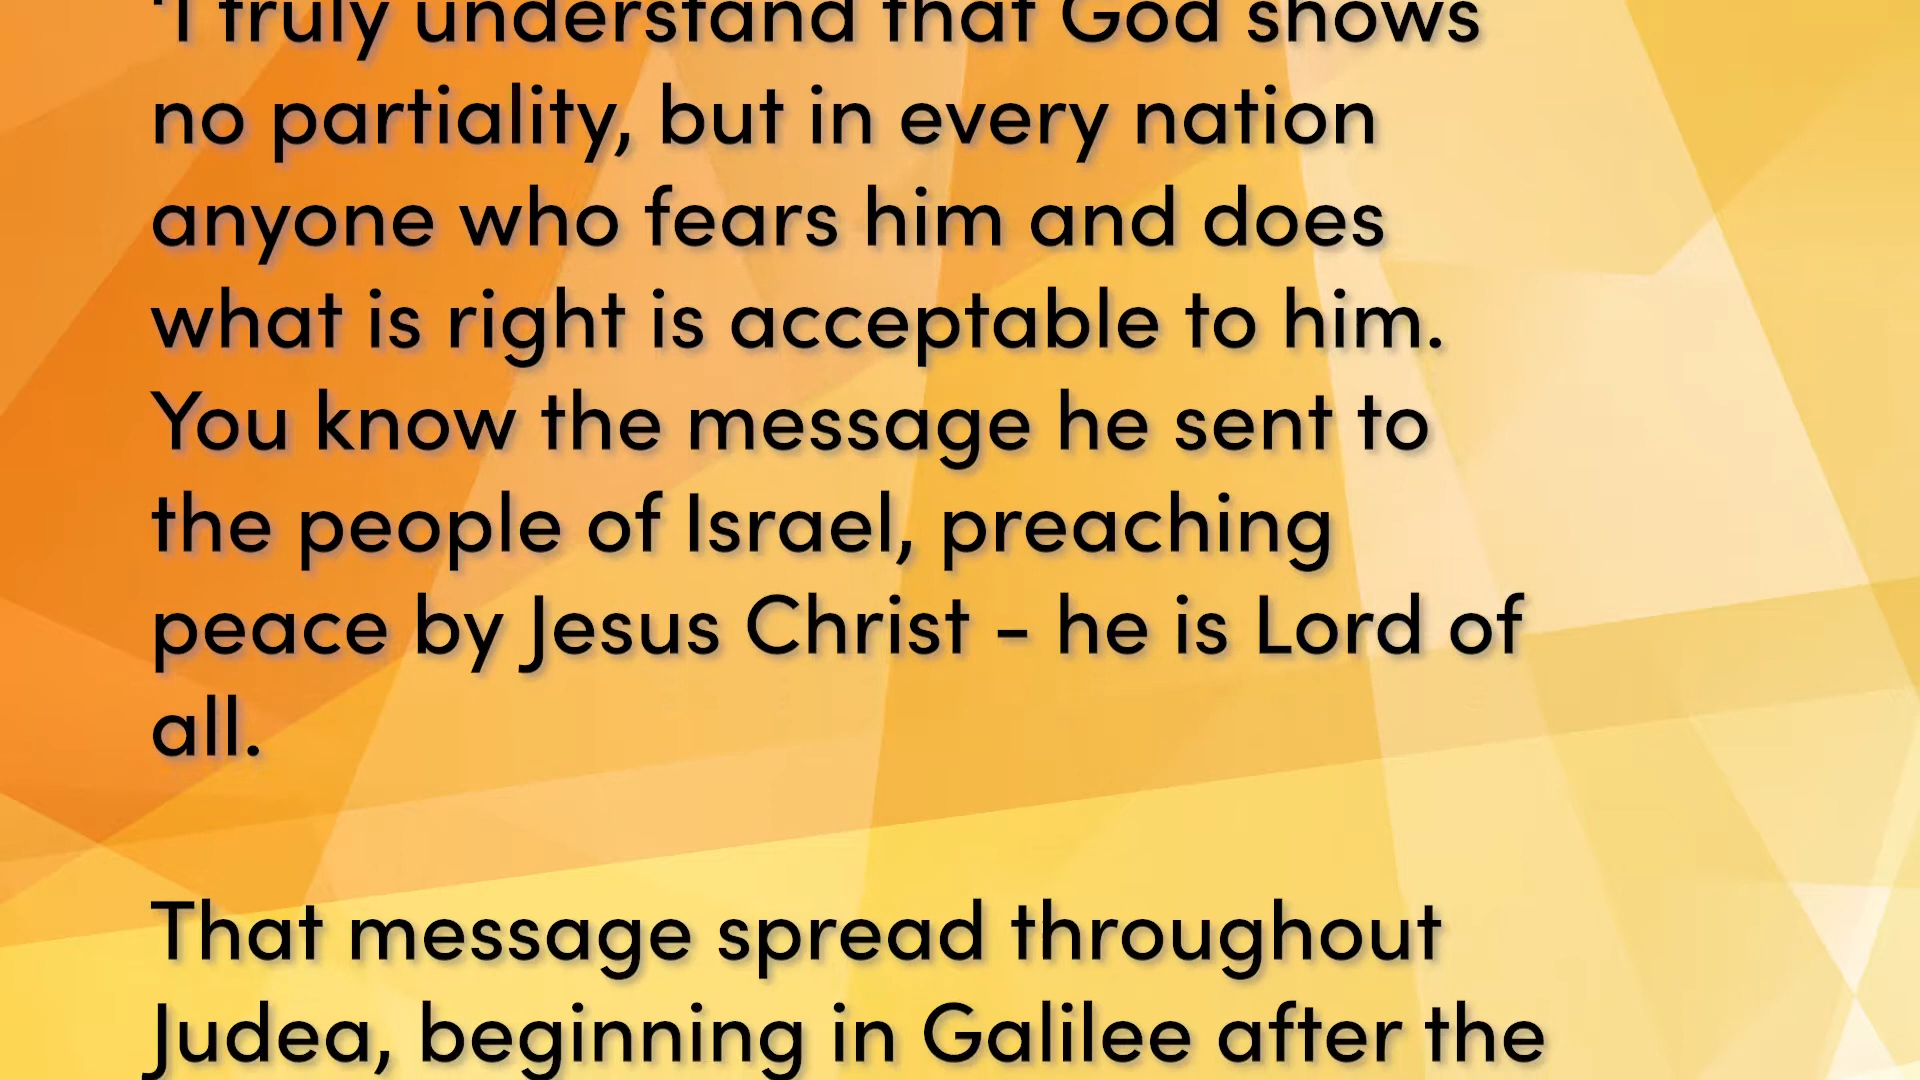 'I truly understand that God shows
no partiality, but in every nation
anyone who fears him and does
what is right is acceptable to him.
You know the message he sent to
the people of Israel, preaching
peace by Jesus Christ - he is Lord of
all.
That message spread throughout
Judea, beginning in Galilee after the